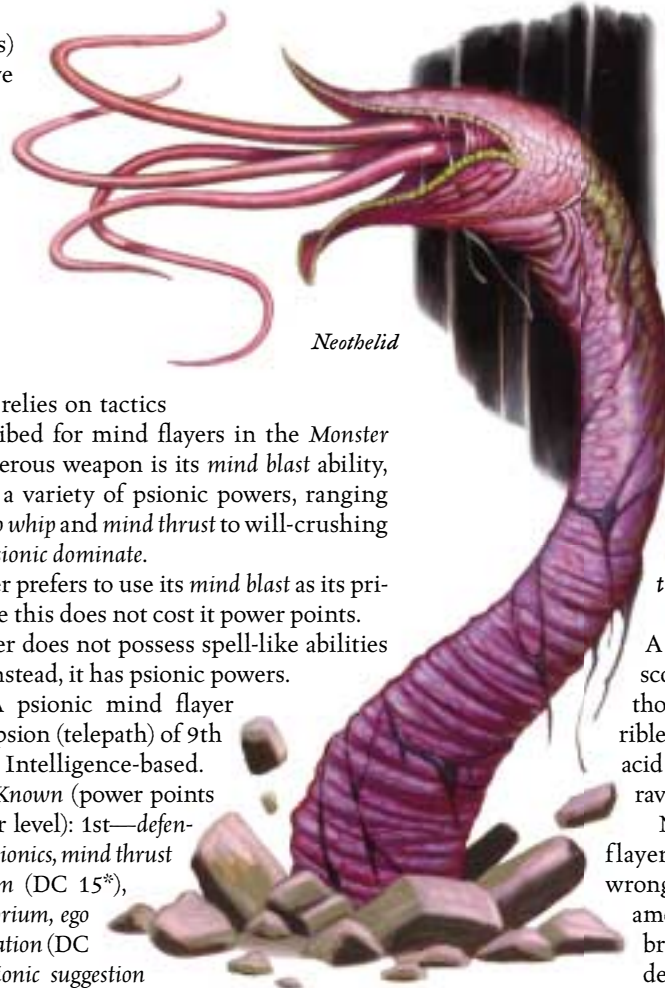 s)
e
relies on tactics
ibed for mind flayers in the Monster
erous weapon is its mind blast ability,
a variety of psionic powers, ranging
o whip and mind thrust to will-crushing
sionic dominate.
er prefers to use its mind blast as its pri-
e this does not cost it power points.
er does not possess spell-like abilities
nstead, it has psionic powers.
A psionic mind flayer
psion (telepath) of 9th
Intelligence-based.
Known (power points
r level): 1st—defen-
ionics, mind thrust
n (DC 15*),
orium, ego
ation (DC
ionic suggestion
Neothelid
t
A
sco
tho
rible
acid
rav
N
flayer
wrong
amo
br
de